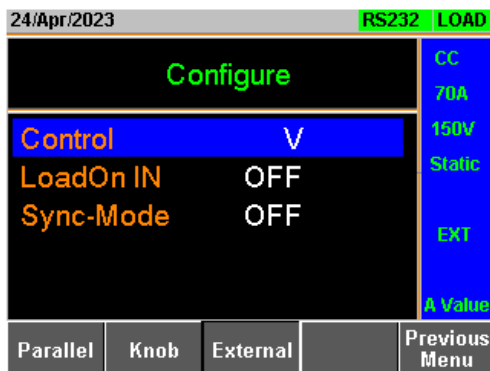 24/Apr/2023 RS232 LOAD
Configure
CC
70A
150V
Static
EXT
A Value
Control V
LoadOn IN OFF
Sync-Mode OFF
Parallel Knob External Previous Menu